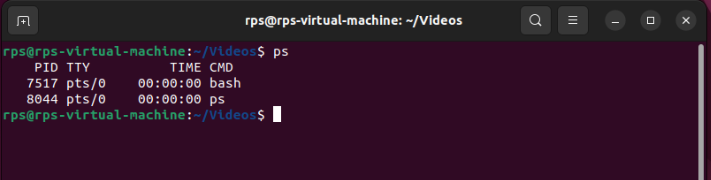 rps@rps-virtual-machine: ~/Videos
rps@rps-virtual-machine:~/Videos$ ps
    PID TTY          TIME CMD
   7517 pts/0    00:00:00 bash
   8044 pts/0    00:00:00 ps
rps@rps-virtual-machine:~/Videos$